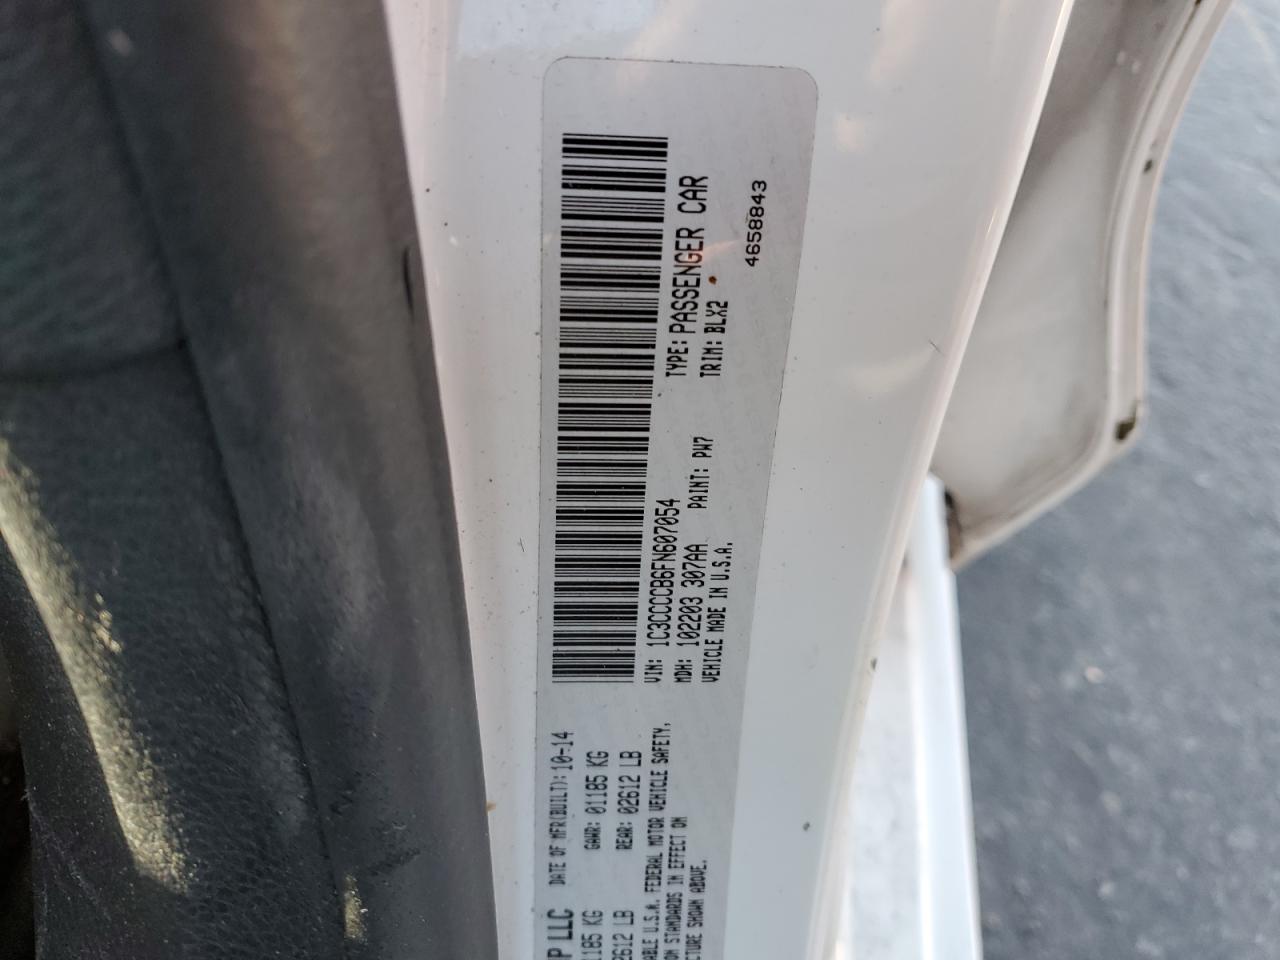 P LLC DATE OF MFR(BUILT): 10-14
1185 KG GAWR: 01185 KG
2612 LB REAR: 02612 LB
ABLE U.S.A. FEDERAL MOTOR VEHICLE SAFETY,
ON STANDARDS IN EFFECT ON
CTURE SHOWN ABOVE.
VIN: 1C3CCCCB6FN607054 TYPE: PASSENGER CAR
MDH: 102203 307AA PAINT: PW7 TRIM: BLX2
VEHICLE MADE IN U.S.A.
4658843